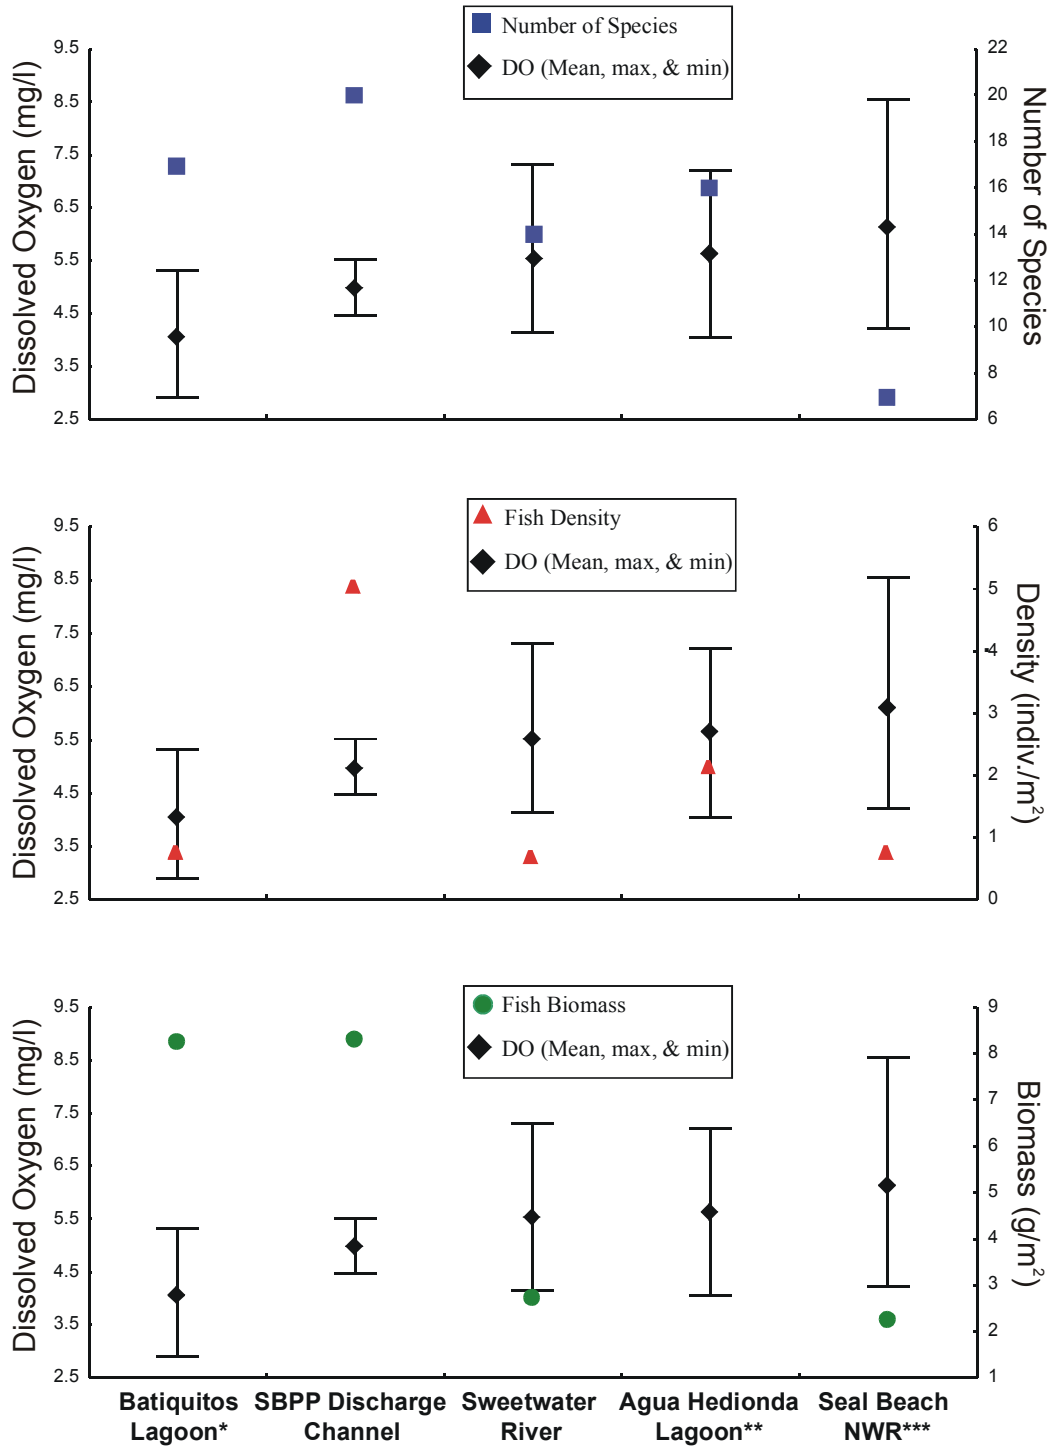 Number of Species
DO (Mean, max, & min)
Dissolved Oxygen (mg/l)
9.5
8.5
7.5
6.5
5.5
4.5
3.5
2.5
22
20
18
16
14
12
10
8
6
Number of Species
Fish Density
DO (Mean, max, & min)
Dissolved Oxygen (mg/l)
9.5
8.5
7.5
6.5
5.5
4.5
3.5
2.5
6
5
4
3
2
1
0
Density (indiv./m²)
Fish Biomass
DO (Mean, max, & min)
Dissolved Oxygen (mg/l)
9.5
8.5
7.5
6.5
5.5
4.5
3.5
2.5
9
8
7
6
5
4
3
2
1
Biomass (g/m²)
Batiquitos
Lagoon*
SBPP Discharge
Channel
Sweetwater
River
Agua Hedionda
Lagoon**
Seal Beach
NWR***